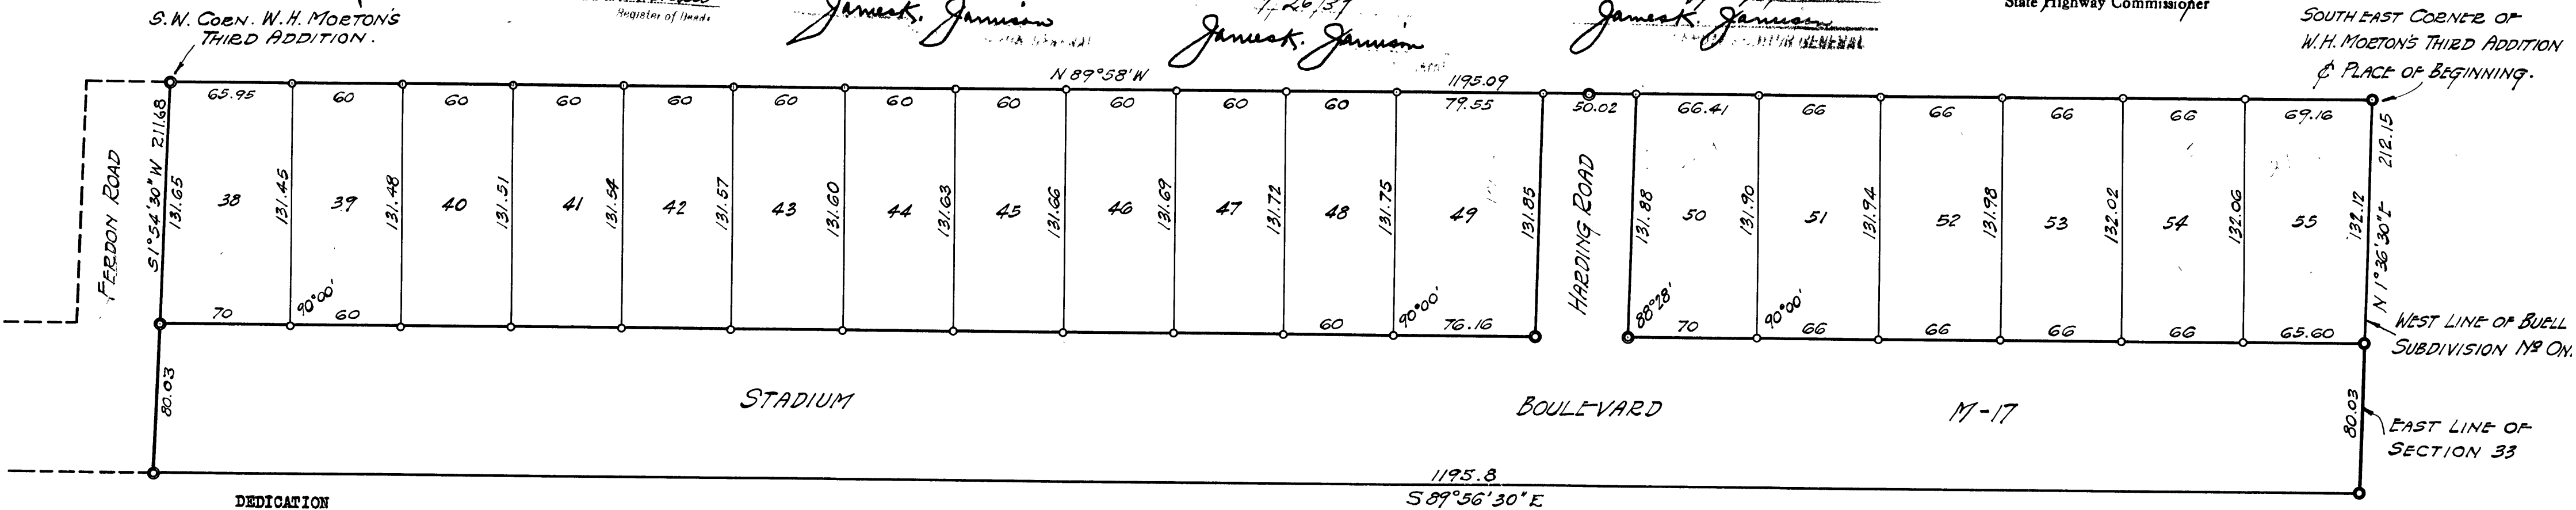 S.W. CORN. W.H. MORTON'S
THIRD ADDITION.
Register of Deeds
James K. Jamison
7/26/39
James K. Jamison
James K. Jamison
GENERAL
State Highway Commissioner
SOUTHEAST CORNER OF
W.H. MORTON'S THIRD ADDITION
& PLACE OF BEGINNING.
N 89°58' W
1195.09
65.95 60 60 60 60 60 60 60 60 60 60 79.55 50.02 66.41 66 66 66 66 69.16
FERDON ROAD
S 1°54'30" W 211.68
131.65 38 131.45 39 131.48 40 131.51 41 131.54 42 131.57 43 131.60 44 131.63 45 131.66 46 131.69 47 131.72 48 131.75 49 131.85
HARDING ROAD
131.88 50 131.90 51 131.94 52 131.98 53 132.02 54 132.06 55 132.12
N 1°36'30" E 212.15
90°00' 90°00' 88°28' 90°00'
70 60 60 76.16 70 66 66 66 66 65.60
WEST LINE OF BUELL
SUBDIVISION Nº ON
80.03
STADIUM BOULEVARD M-17
80.03
EAST LINE OF
SECTION 33
1195.8
S 89°56'30" E
DEDICATION